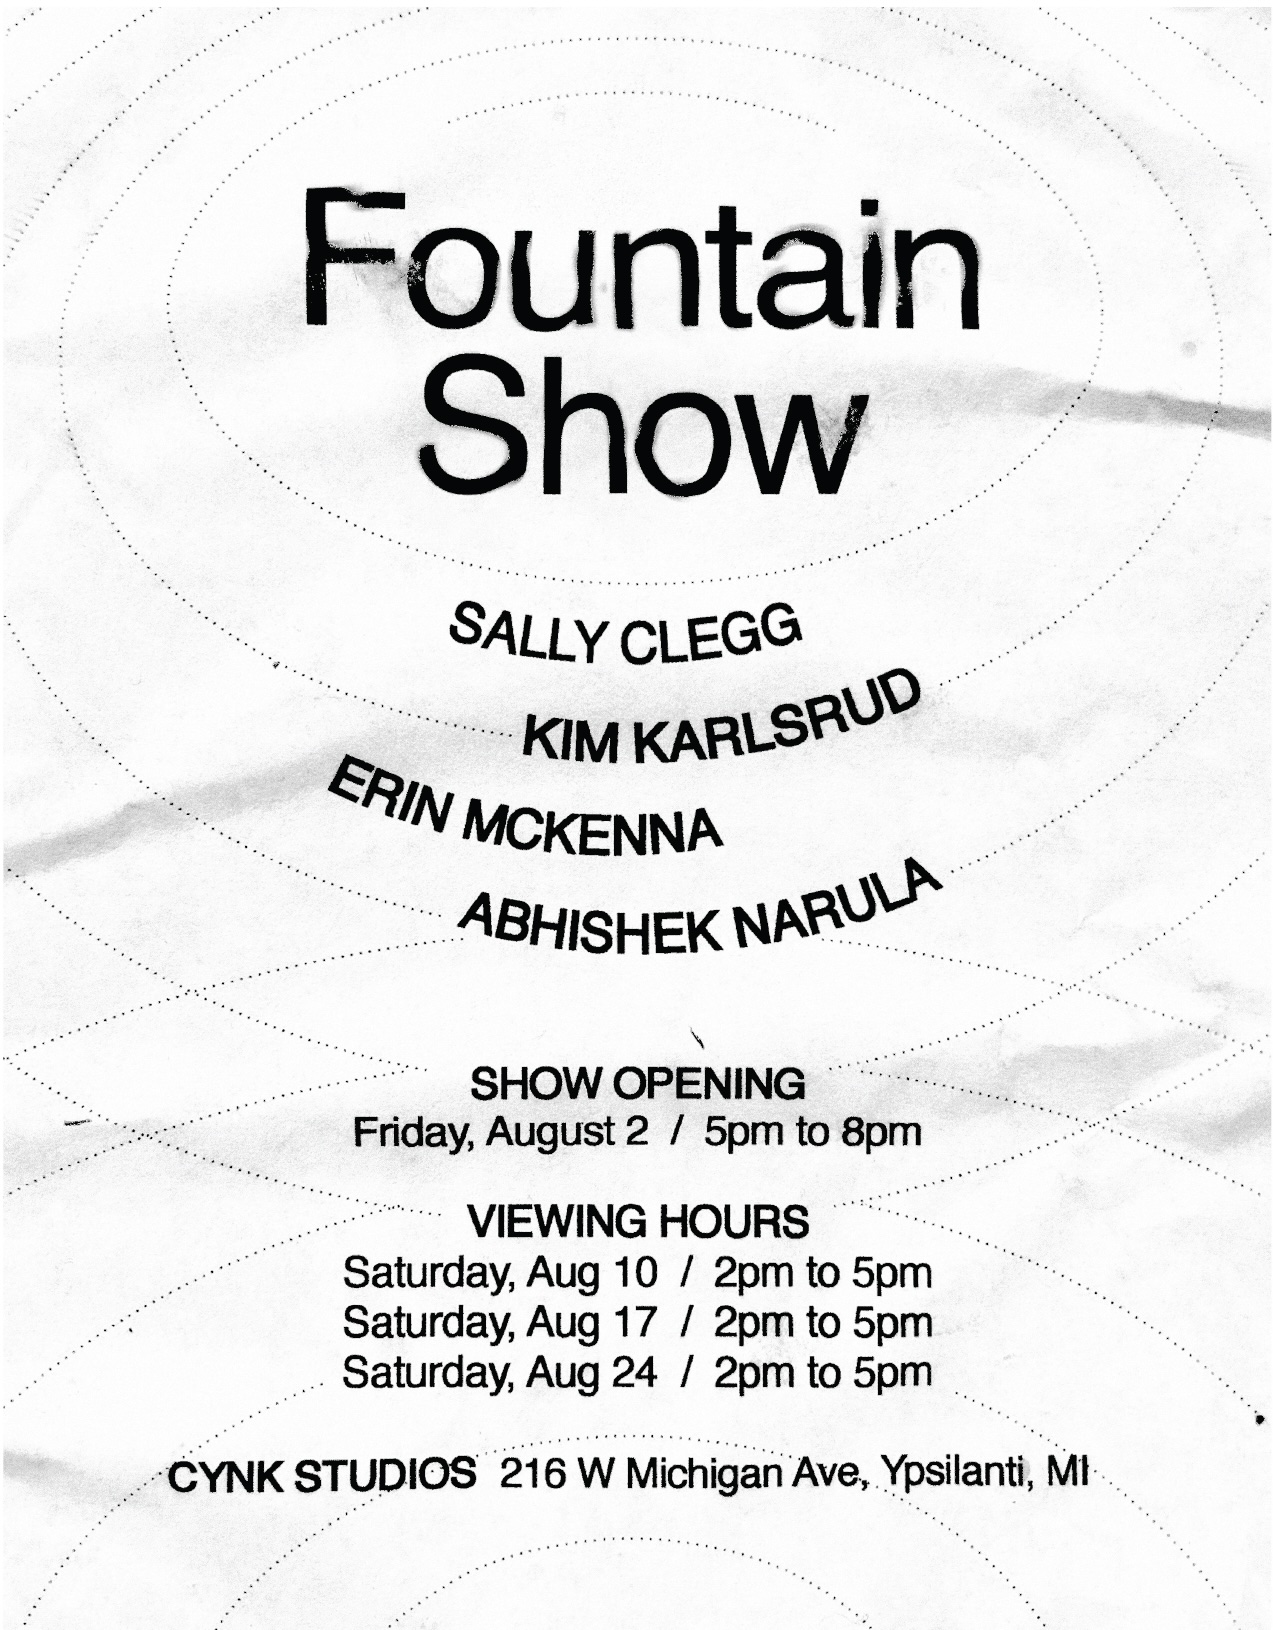 Fountain
Show
SALLY CLEGG
KIM KARLSRUD
ERIN MCKENNA
ABHISHEK NARULA
SHOW OPENING
Friday, August 2 / 5pm to 8pm
VIEWING HOURS
Saturday, Aug 10 / 2pm to 5pm
Saturday, Aug 17 / 2pm to 5pm
Saturday, Aug 24 / 2pm to 5pm
CYNK STUDIOS 216 W Michigan Ave, Ypsilanti, MI